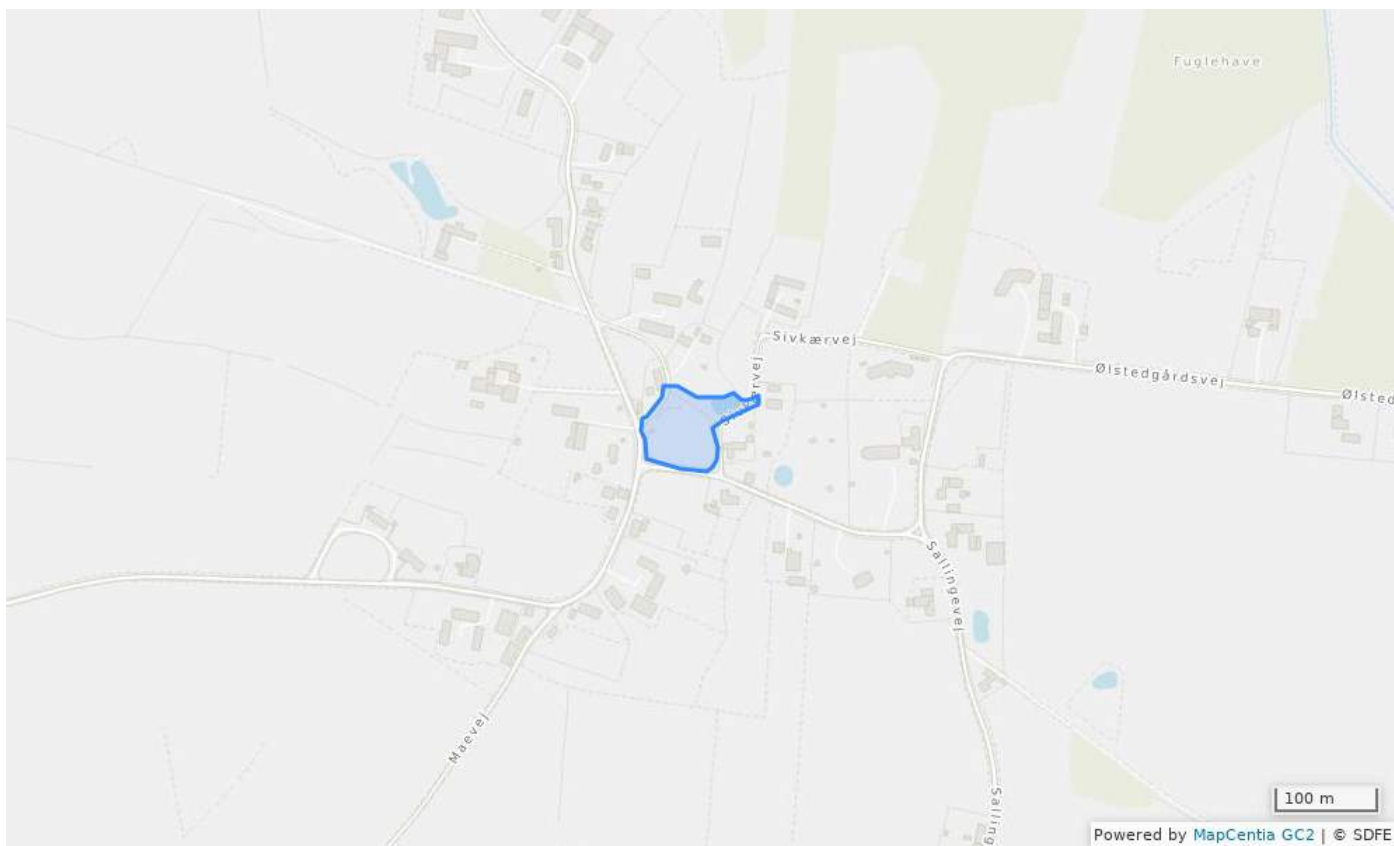 Fuglehave
Sivkærvej
Ølstedgårdsvej
Ølsted
Sallingevej
Maevej
Salling
100 m
Powered by MapCentia GC2 | © SDFE